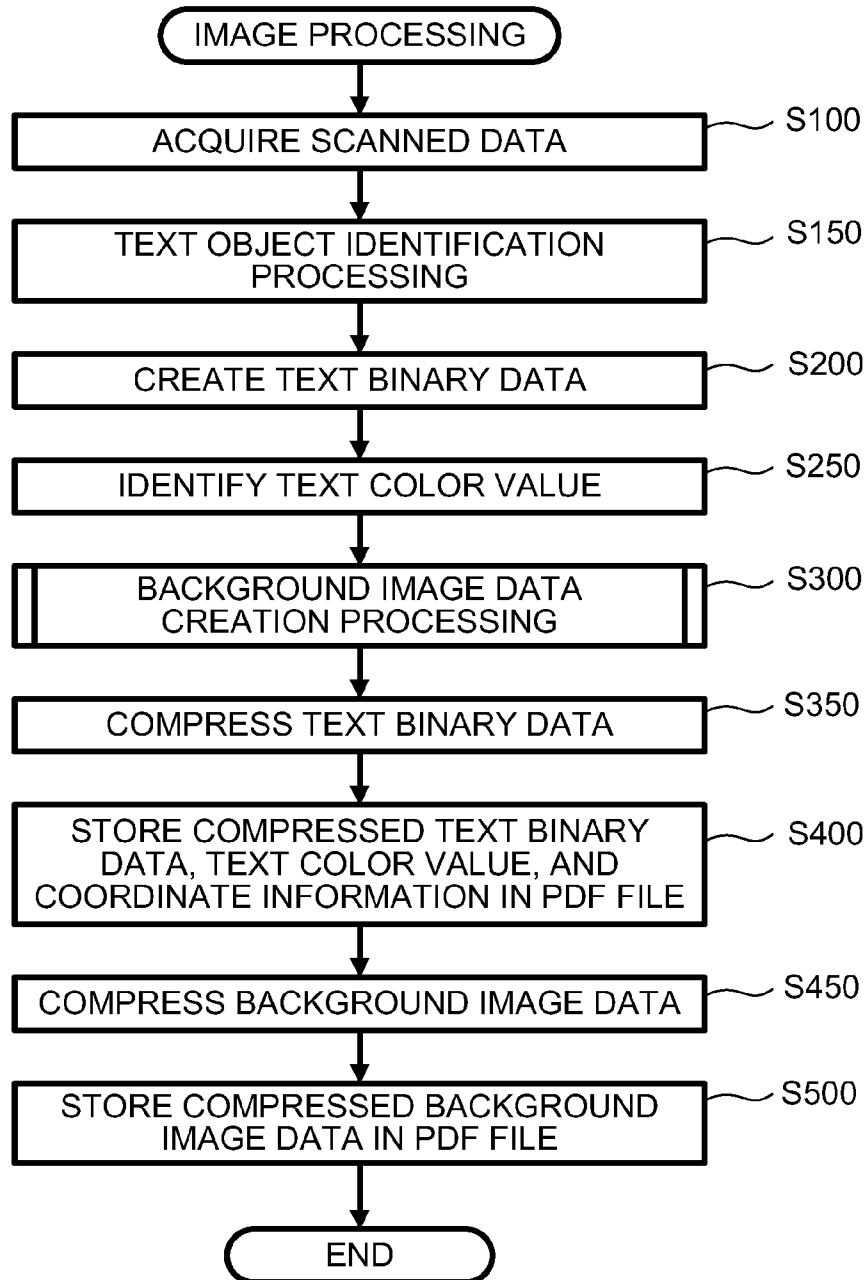 IMAGE PROCESSING
S100
ACQUIRE SCANNED DATA
S150
TEXT OBJECT IDENTIFICATION
PROCESSING
S200
CREATE TEXT BINARY DATA
S250
IDENTIFY TEXT COLOR VALUE
S300
BACKGROUND IMAGE DATA
CREATION PROCESSING
S350
COMPRESS TEXT BINARY DATA
S400
STORE COMPRESSED TEXT BINARY
DATA, TEXT COLOR VALUE, AND
COORDINATE INFORMATION IN PDF FILE
S450
COMPRESS BACKGROUND IMAGE DATA
S500
STORE COMPRESSED BACKGROUND
IMAGE DATA IN PDF FILE
END